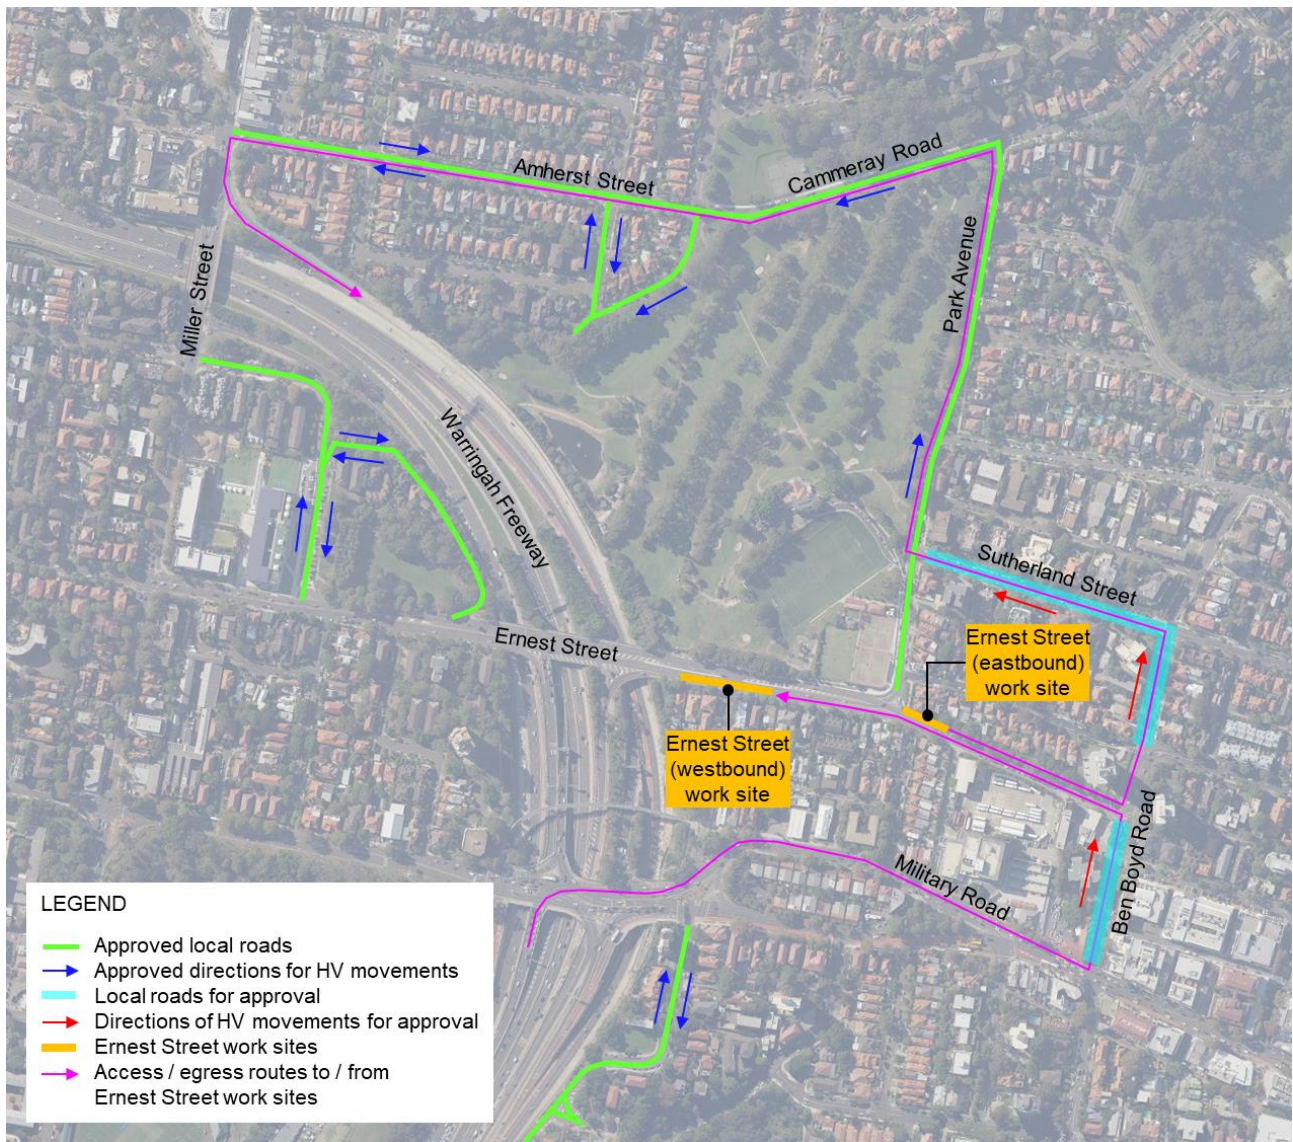 Amherst Street
Cammeray Road
Miller Street
Park Avenue
Warringah Freeway
Sutherland Street
Ernest Street
Ernest Street
(eastbound)
work site
Ernest Street
(westbound)
work site
Ben Boyd Road
Military Road
LEGEND
Approved local roads
Approved directions for HV movements
Local roads for approval
Directions of HV movements for approval
Ernest Street work sites
Access / egress routes to / from
Ernest Street work sites